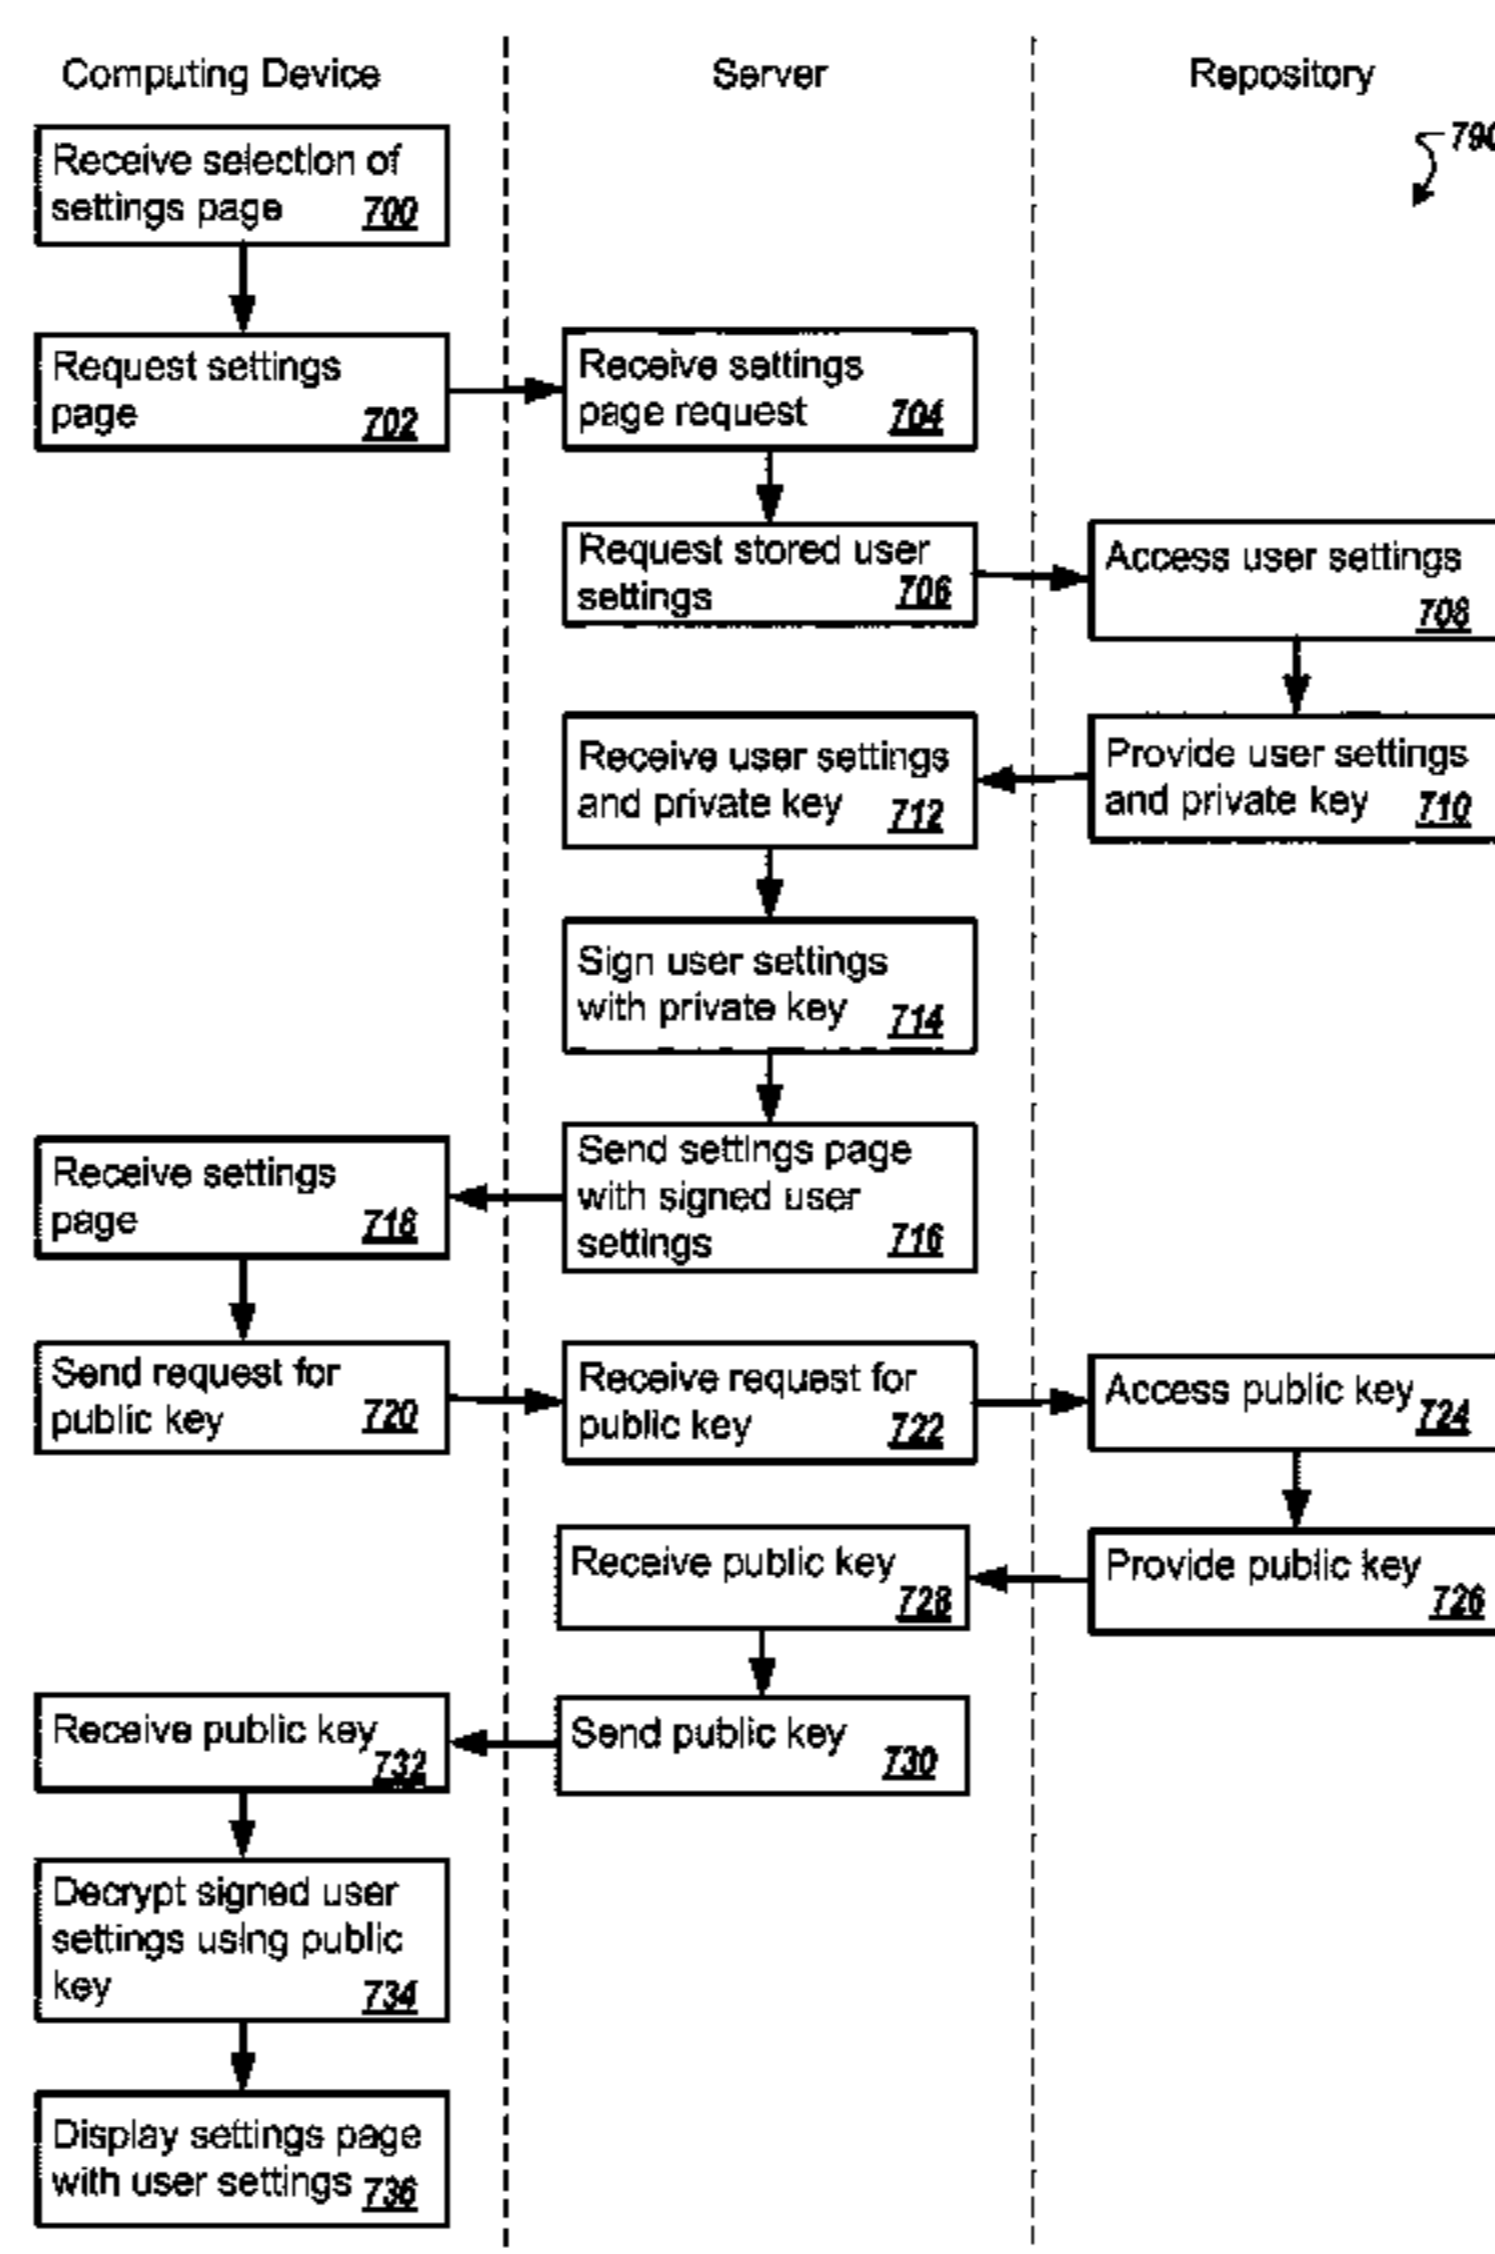 Computing Device
Server
Repository
790
Receive selection of
settings page 700
Request settings
page 702
Receive settings
page request 704
Request stored user
settings 706
Access user settings
708
Provide user settings
and private key 710
Receive user settings
and private key 712
Sign user settings
with private key 714
Send settings page
with signed user
settings 716
Receive settings
page 718
Send request for
public key 720
Receive request for
public key 722
Access public key 724
Provide public key
726
Receive public key
728
Send public key
730
Receive public key
732
Decrypt signed user
settings using public
key 734
Display settings page
with user settings 736